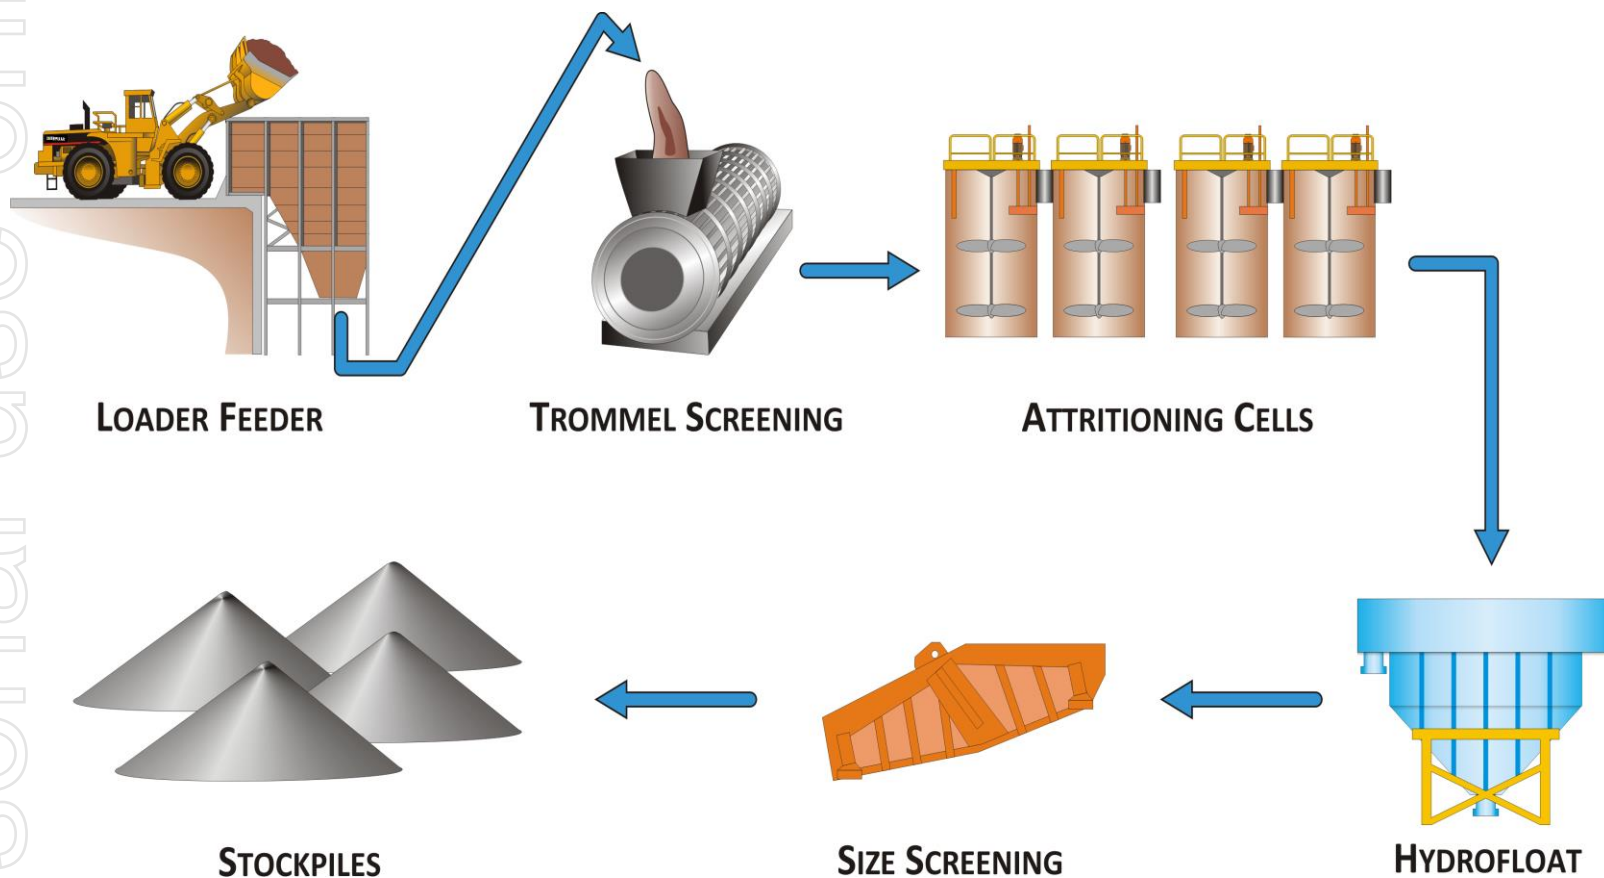 LOADER FEEDER
TROMMEL SCREENING
ATTRITIONING CELLS
STOCKPILES
SIZE SCREENING
HYDROFLOAT